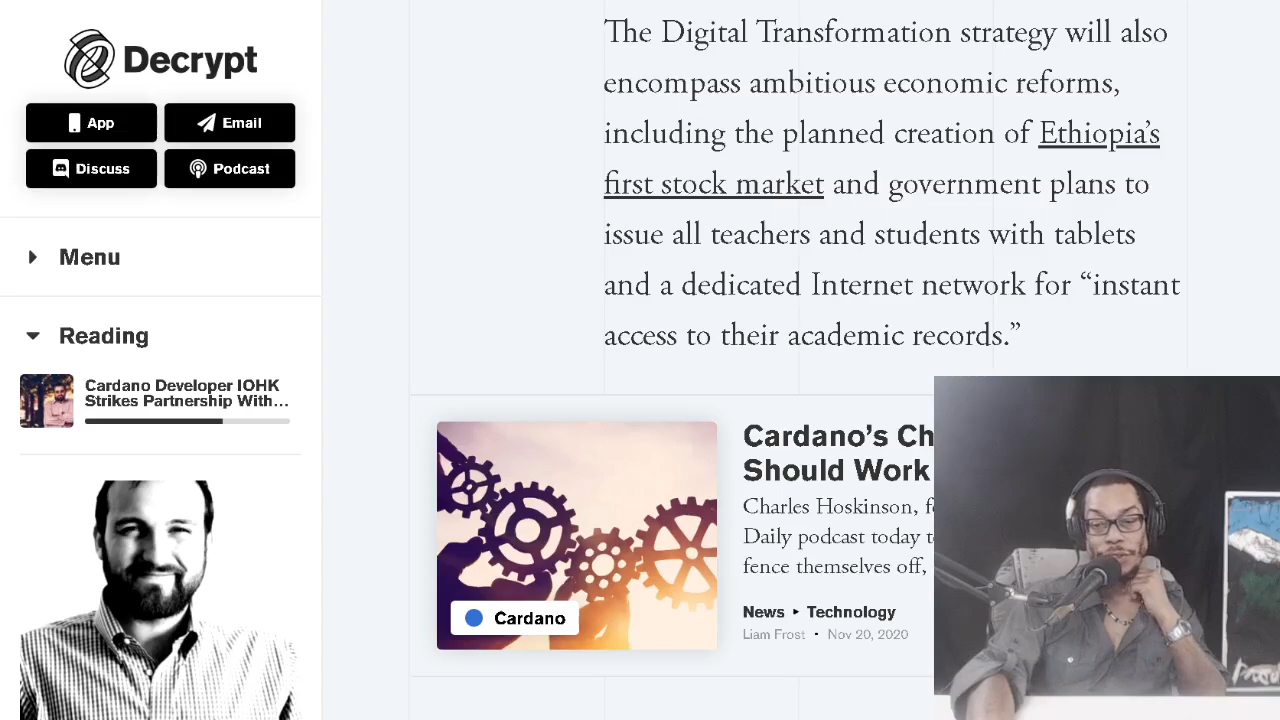 Decrypt
App
Email
Discuss
Podcast
Menu
Reading
Cardano Developer IOHK
Strikes Partnership With...
The Digital Transformation strategy will also
encompass ambitious economic reforms,
including the planned creation of Ethiopia’s
first stock market and government plans to
issue all teachers and students with tablets
and a dedicated Internet network for “instant
access to their academic records.”
Cardano
Cardano’s Ch
Should Work
Charles Hoskinson, f
Daily podcast today t
fence themselves off,
News ▸ Technology
Liam Frost • Nov 20, 2020